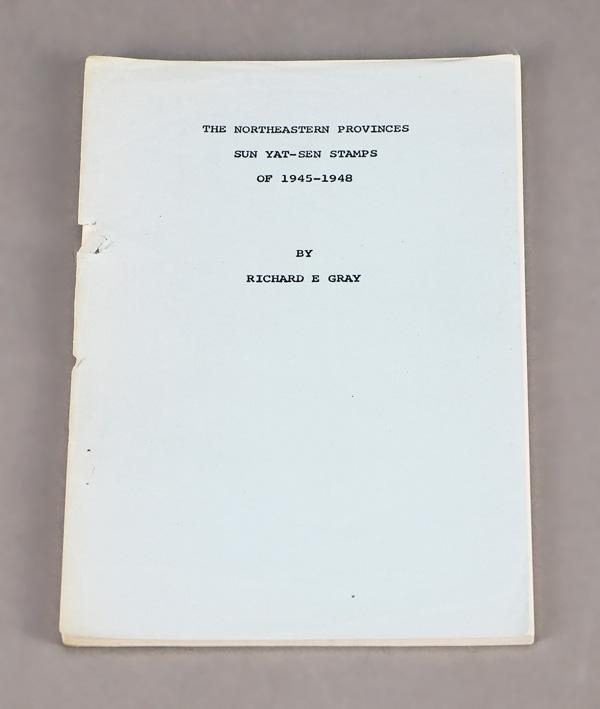 THE NORTHEASTERN PROVINCES
SUN YAT-SEN STAMPS
OF 1945-1948
BY
RICHARD E GRAY